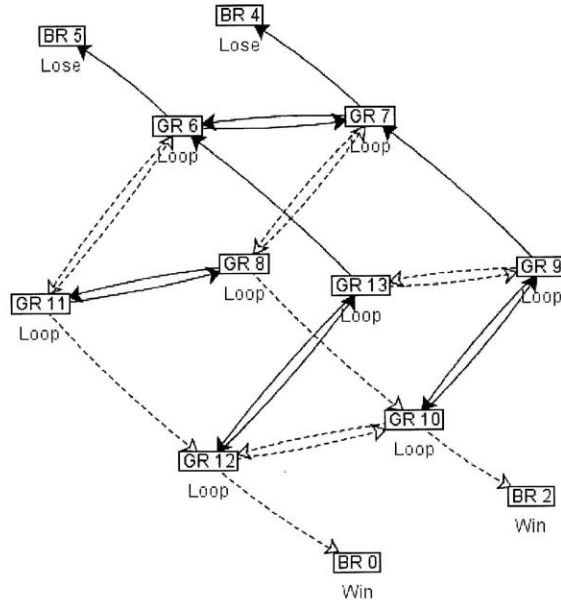 BR 5
Lose
BR 4
Lose
GR 6
Loop
GR 7
Loop
GR 8
Loop
GR 13
Loop
GR 9
Loop
GR 11
Loop
GR 10
Loop
GR 12
Loop
BR 2
Win
BR 0
Win